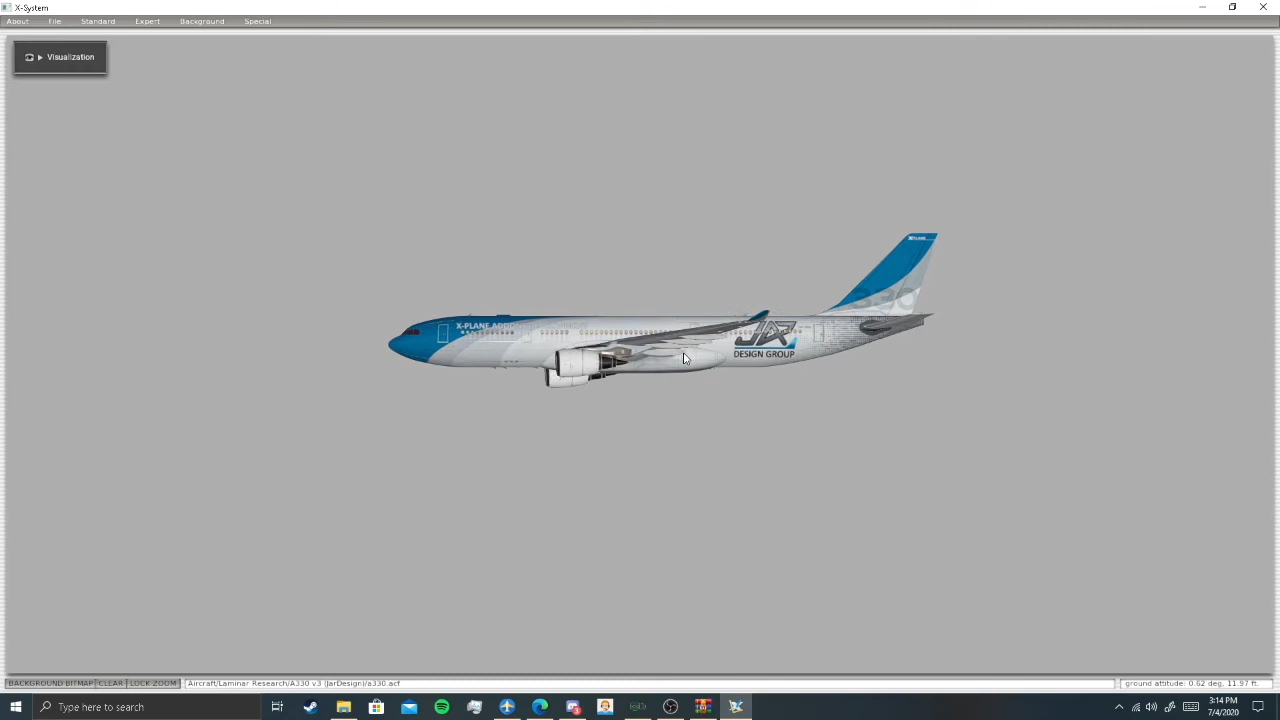 X-System
About File Standard Expert Background Special
Visualization
X-PLANE
A330
X-PLANE
JAR
DESIGN GROUP
BACKGROUND BITMAP CLEAR LOCK ZOOM Aircraft/Laminar Research/A330 v3 (JarDesign)/a330.acf ground attitude: 0.62 deg, 11.97 ft.
Type here to search
3:14 PM
7/4/2020